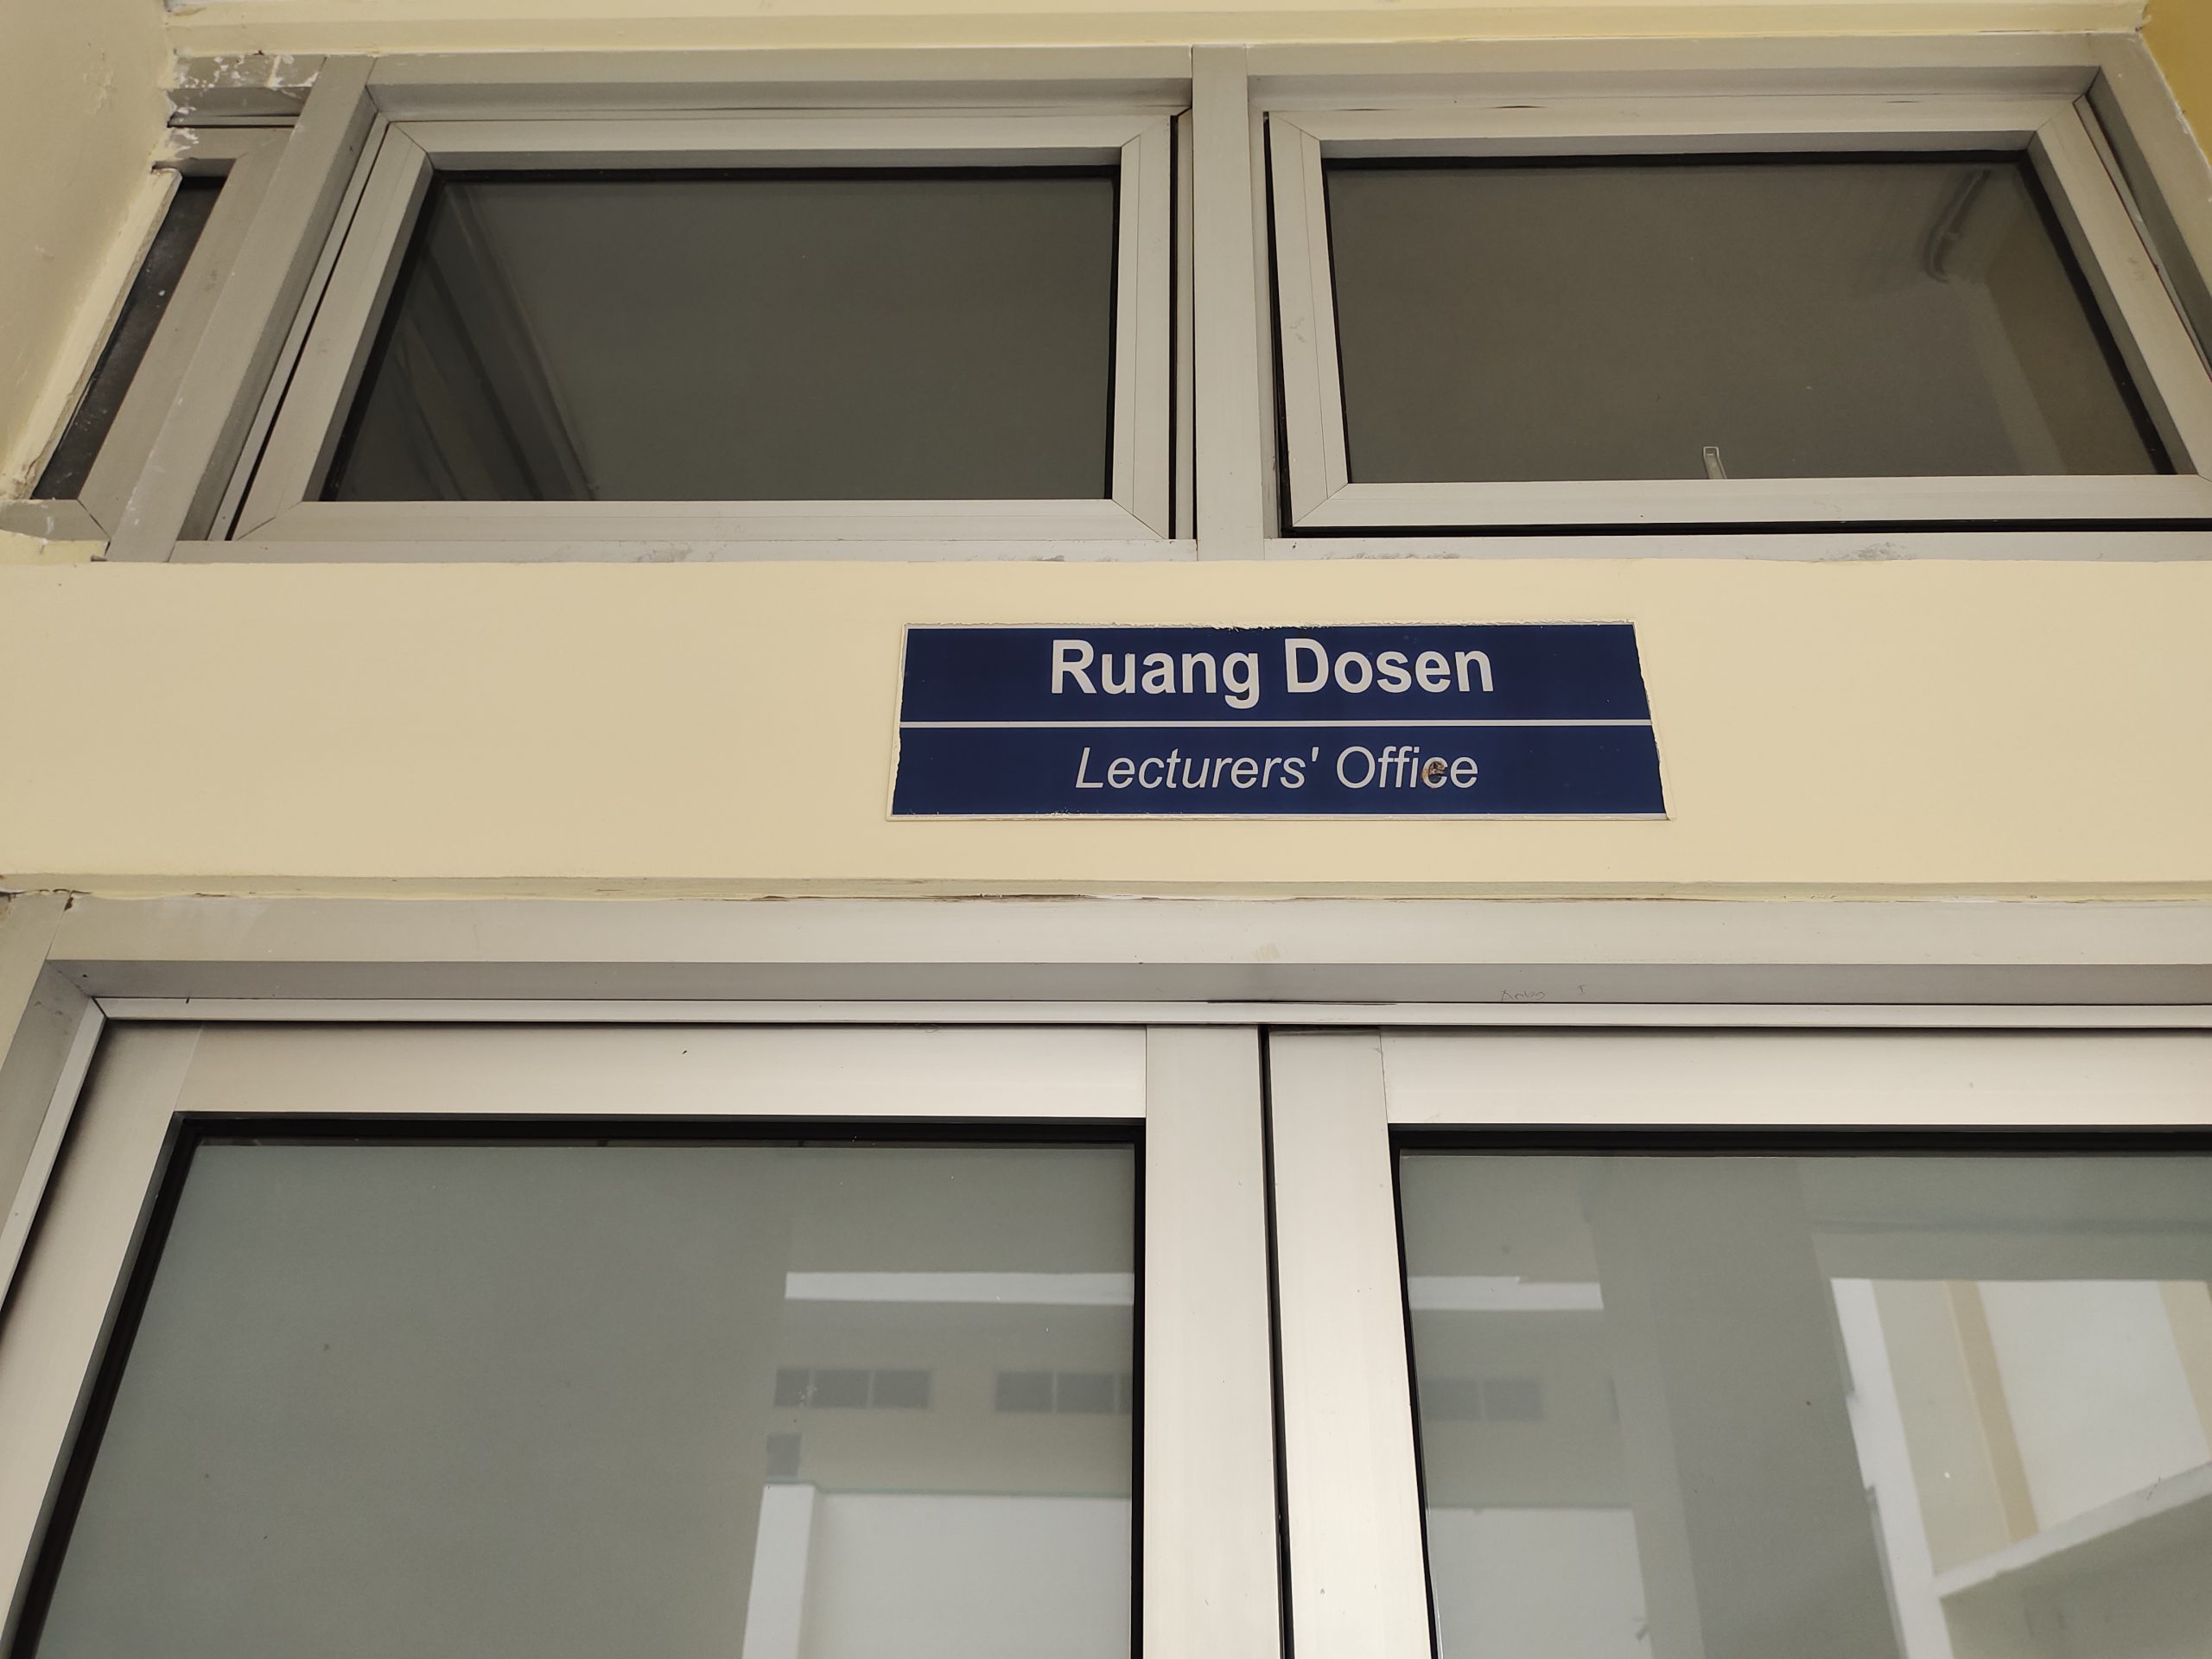 Ruang Dosen
Lecturers' Office